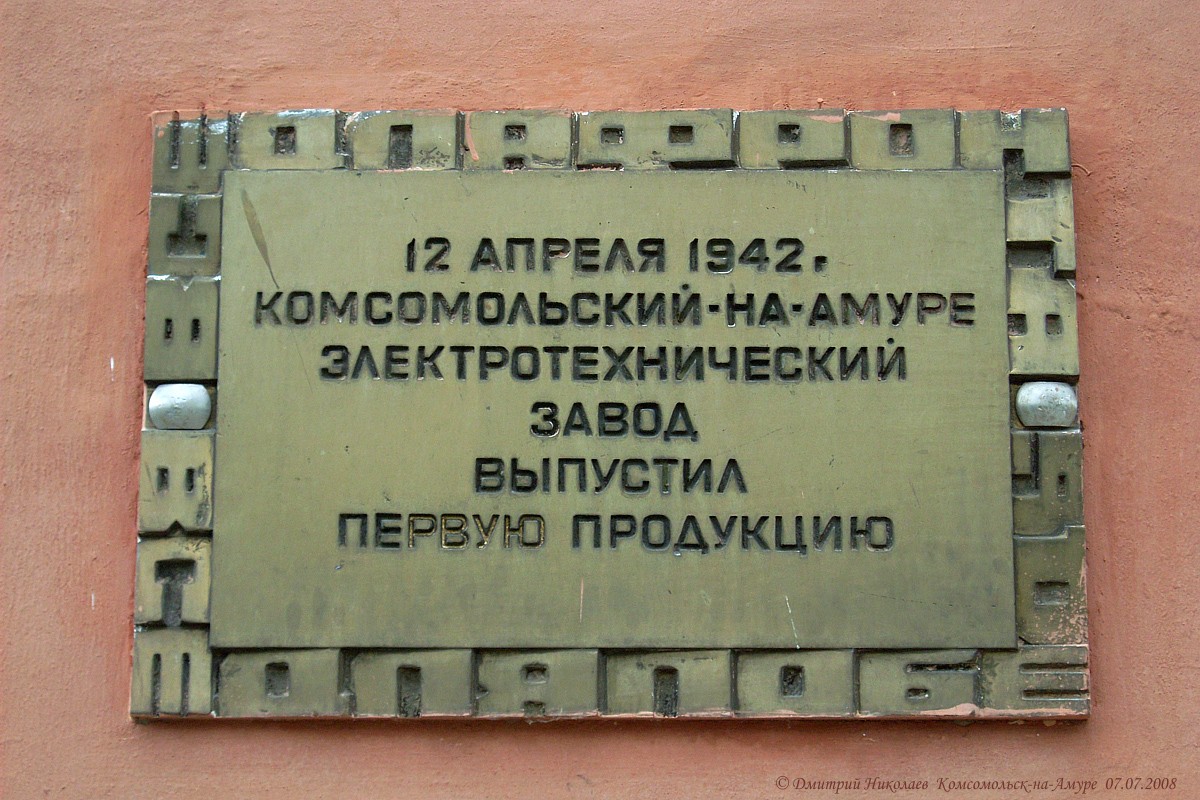 12 АПРЕЛЯ 1942 г.
КОМСОМОЛЬСКИЙ-НА-АМУРЕ
ЭЛЕКТРОТЕХНИЧЕСКИЙ
ЗАВОД
ВЫПУСТИЛ
ПЕРВУЮ ПРОДУКЦИЮ
© Дмитрий Николаев Комсомольск-на-Амуре 07.07.2008